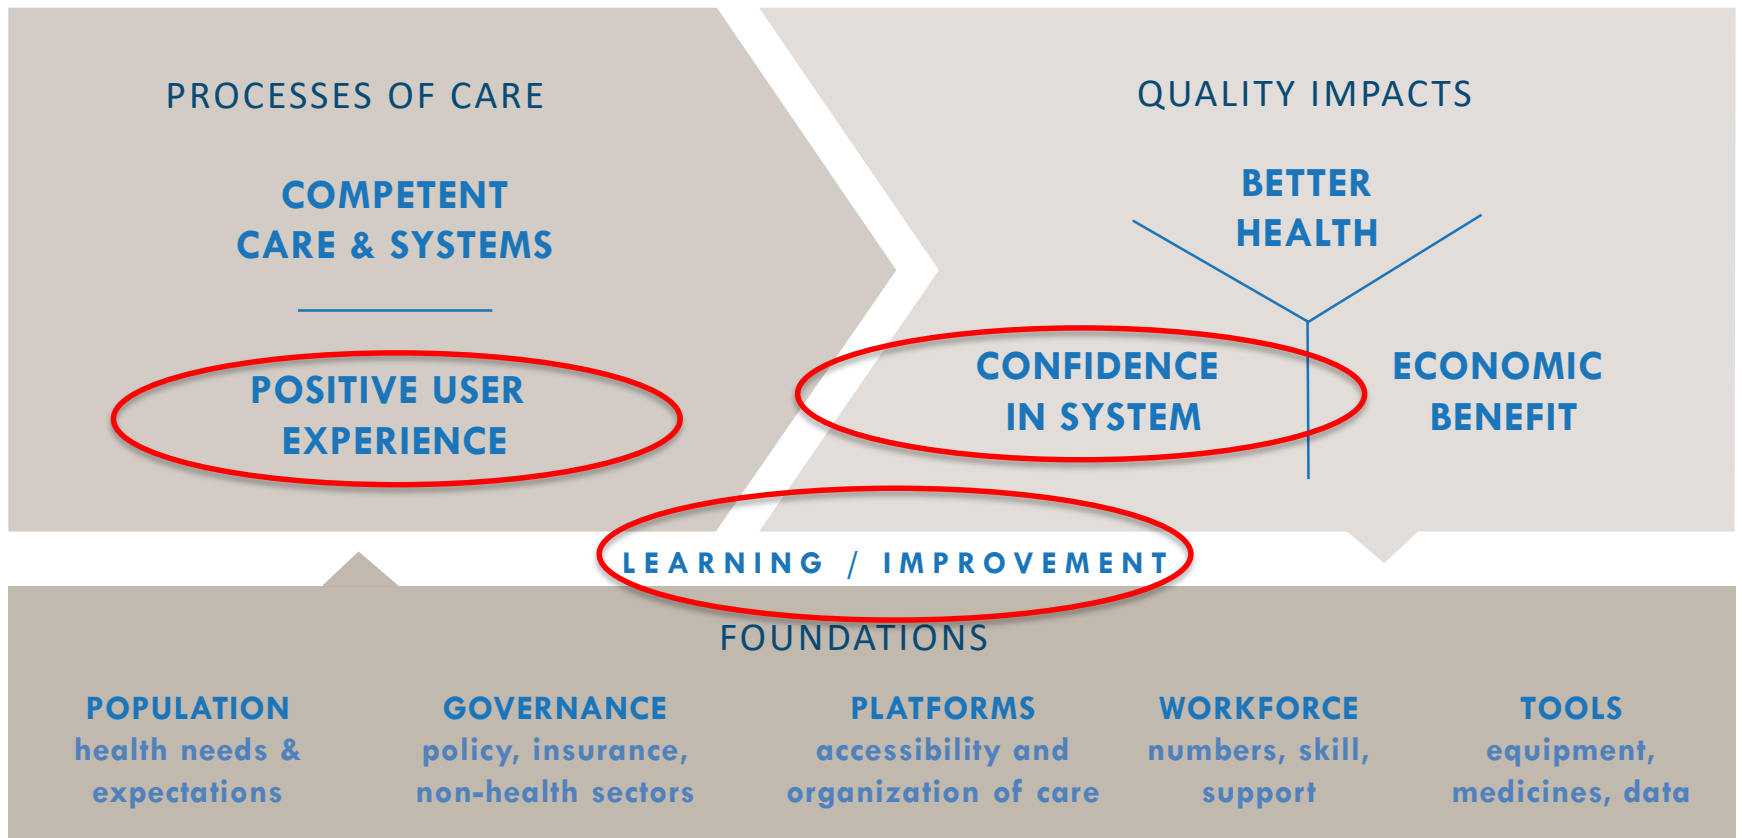 PROCESSES OF CARE
COMPETENT
CARE & SYSTEMS
POSITIVE USER
EXPERIENCE
QUALITY IMPACTS
BETTER
HEALTH
CONFIDENCE
IN SYSTEM
ECONOMIC
BENEFIT
LEARNING / IMPROVEMENT
FOUNDATIONS
POPULATION
health needs &
expectations
GOVERNANCE
policy, insurance,
non-health sectors
PLATFORMS
accessibility and
organization of care
WORKFORCE
numbers, skill,
support
TOOLS
equipment,
medicines, data